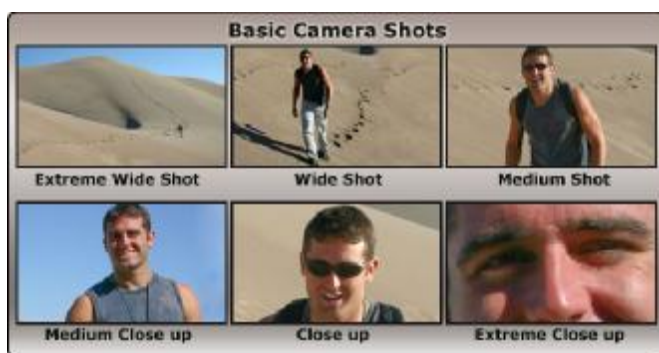 Basic Camera Shots
Extreme Wide Shot
Wide Shot
Medium Shot
Medium Close up
Close up
Extreme Close up